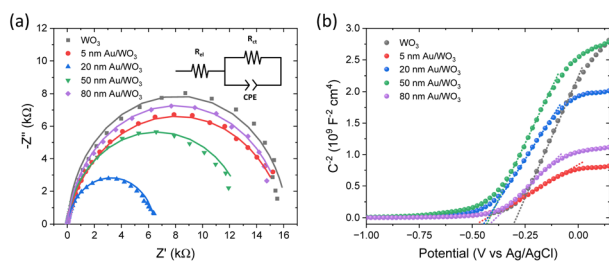 (a)
12
10
8
6
4
2
0
-Z'' (kΩ)
WO3
5 nm Au/WO3
20 nm Au/WO3
50 nm Au/WO3
80 nm Au/WO3
Rel
Rct
CPE
0 2 4 6 8 10 12 14 16 18
Z' (kΩ)
(b)
3.0
2.5
2.0
1.5
1.0
0.5
0.0
C-2 (10^9 F-2 cm4)
WO3
5 nm Au/WO3
20 nm Au/WO3
50 nm Au/WO3
80 nm Au/WO3
-1.00 -0.75 -0.50 -0.25 0.00
Potential (V vs Ag/AgCl)